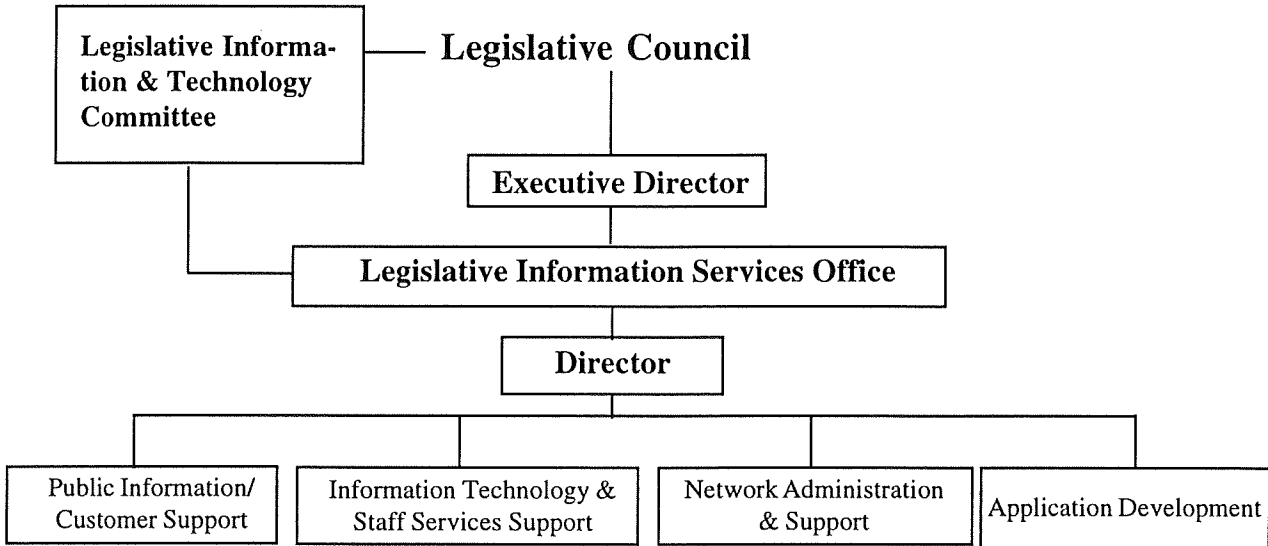 Legislative Informa-
tion & Technology
Committee
Legislative Council
Executive Director
Legislative Information Services Office
Director
Public Information/
Customer Support
Information Technology &
Staff Services Support
Network Administration
& Support
Application Development